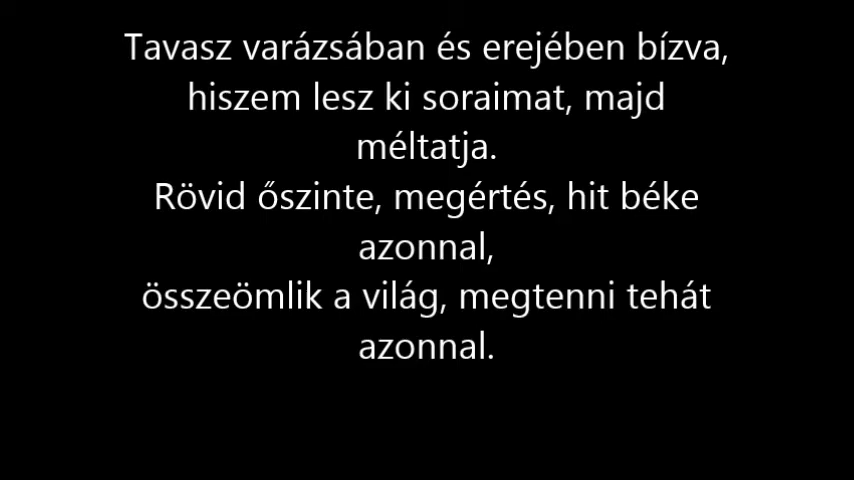 Tavasz varázsában és erejében bízva,
hiszem lesz ki soraimat, majd
méltatja.
Rövid őszinte, megértés, hit béke
azonnal,
összeömlik a világ, megtenni tehát
azonnal.